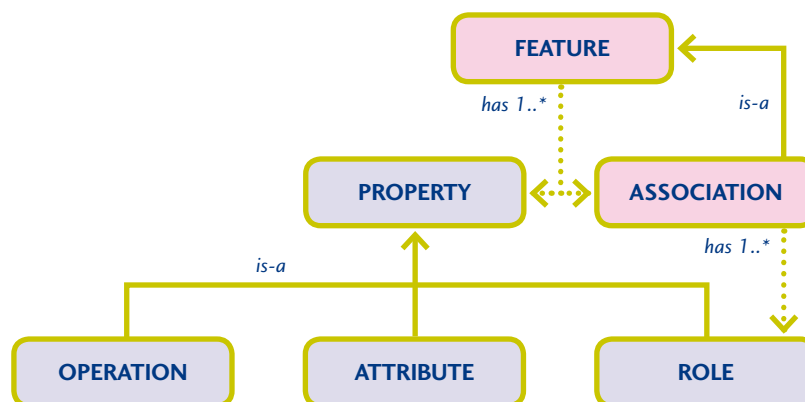 FEATURE
has 1..*
is-a
PROPERTY
ASSOCIATION
has 1..*
is-a
OPERATION
ATTRIBUTE
ROLE